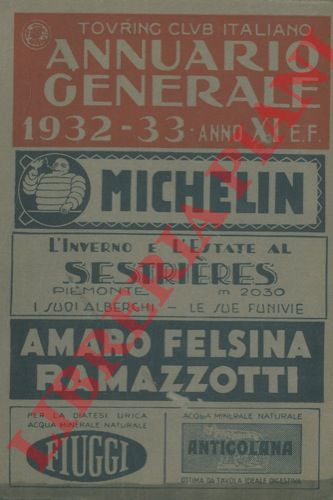 TOVRING CLVB ITALIANO
ANNUARIO
GENERALE
1932-33·ANNO XI E.F.
MICHELIN
L'INVERNO E L'ESTATE AL
SESTRIÈRES
PIEMONTE m 2030
I SUOI ALBERGHI - LE SUE FUNIVIE
AMARO FELSINA
RAMAZZOTTI
PER LA DIATESI URICA
ACQUA MINERALE NATURALE
FIUGGI
ACQUA MINERALE NATURALE
ANTICOLANA
OTTIMA DA TAVOLA IDEALE DIGESTIVA
LIBRERIA PIANI